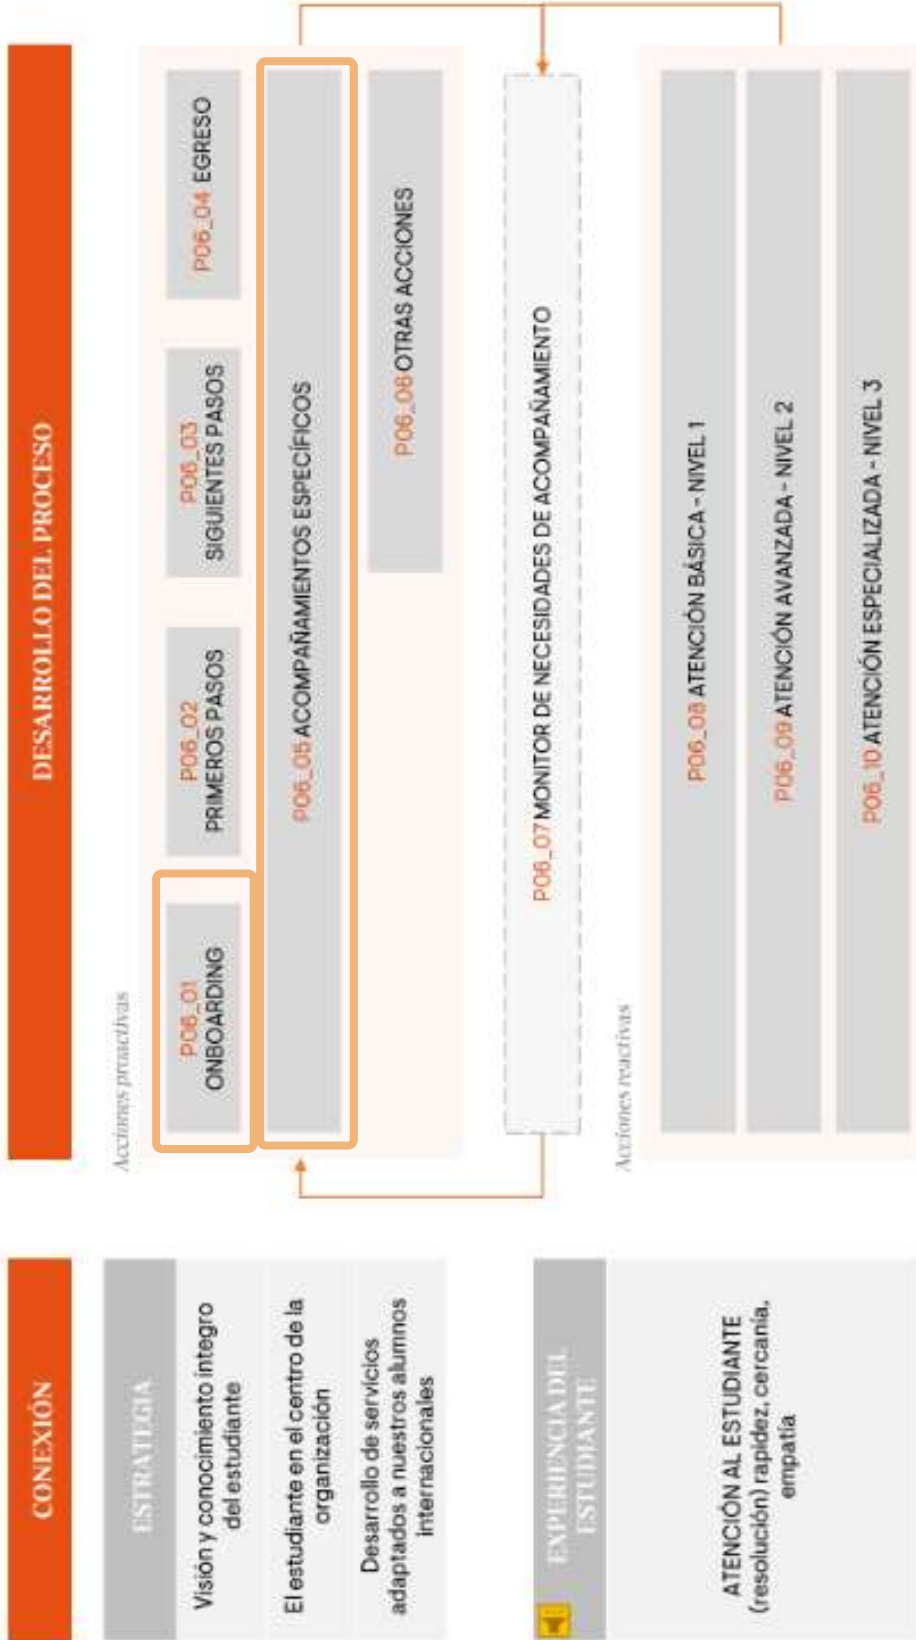 CONEXIÓN
ESTRATEGIA
Visión y conocimiento integro
del estudiante
El estudiante en el centro de la
organización
Desarrollo de servicios
adaptados a nuestros alumnos
internacionales
EXPERIENCIA DEL
ESTUDIANTE
ATENCIÓN AL ESTUDIANTE
(resolución) rapidez, cercanía,
empatía
DESARROLLO DEL PROCESO
Acciones proactivas
P06_01
ONBOARDING
P06_02
PRIMEROS PASOS
P06_03
SIGUIENTES PASOS
P06_04 EGRESO
P06_05 ACOMPAÑAMIENTOS ESPECÍFICOS
P06_06 OTRAS ACCIONES
P06_07 MONITOR DE NECESIDADES DE ACOMPAÑAMIENTO
Acciones reactivas
P06_08 ATENCIÓN BÁSICA - NIVEL 1
P06_09 ATENCIÓN AVANZADA - NIVEL 2
P06_10 ATENCIÓN ESPECIALIZADA - NIVEL 3